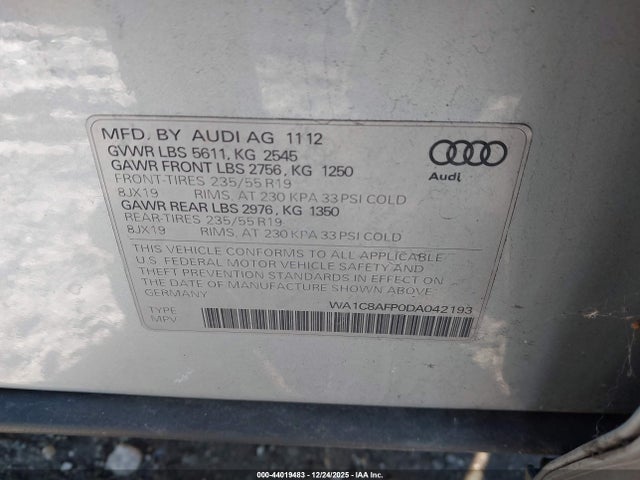 MFD. BY AUDI AG 11 12
GVWR LBS 5611, KG 2545
GAWR FRONT LBS 2756, KG 1250
FRONT-TIRES 235/55 R19
8JX19 RIMS, AT 230 KPA 33 PSI COLD
GAWR REAR LBS 2976, KG 1350
REAR-TIRES 235/55 R19
8JX19 RIMS, AT 230 KPA 33 PSI COLD
Audi
THIS VEHICLE CONFORMS TO ALL APPLICABLE
U.S. FEDERAL MOTOR VEHICLE SAFETY AND
THEFT PREVENTION STANDARDS IN EFFECT ON
THE DATE OF MANUFACTURE SHOWN ABOVE
GERMANY
WA1C8AFP0DA042193
TYPE
MPV
000-44019483 - 12/24/2025 - IAA Inc.